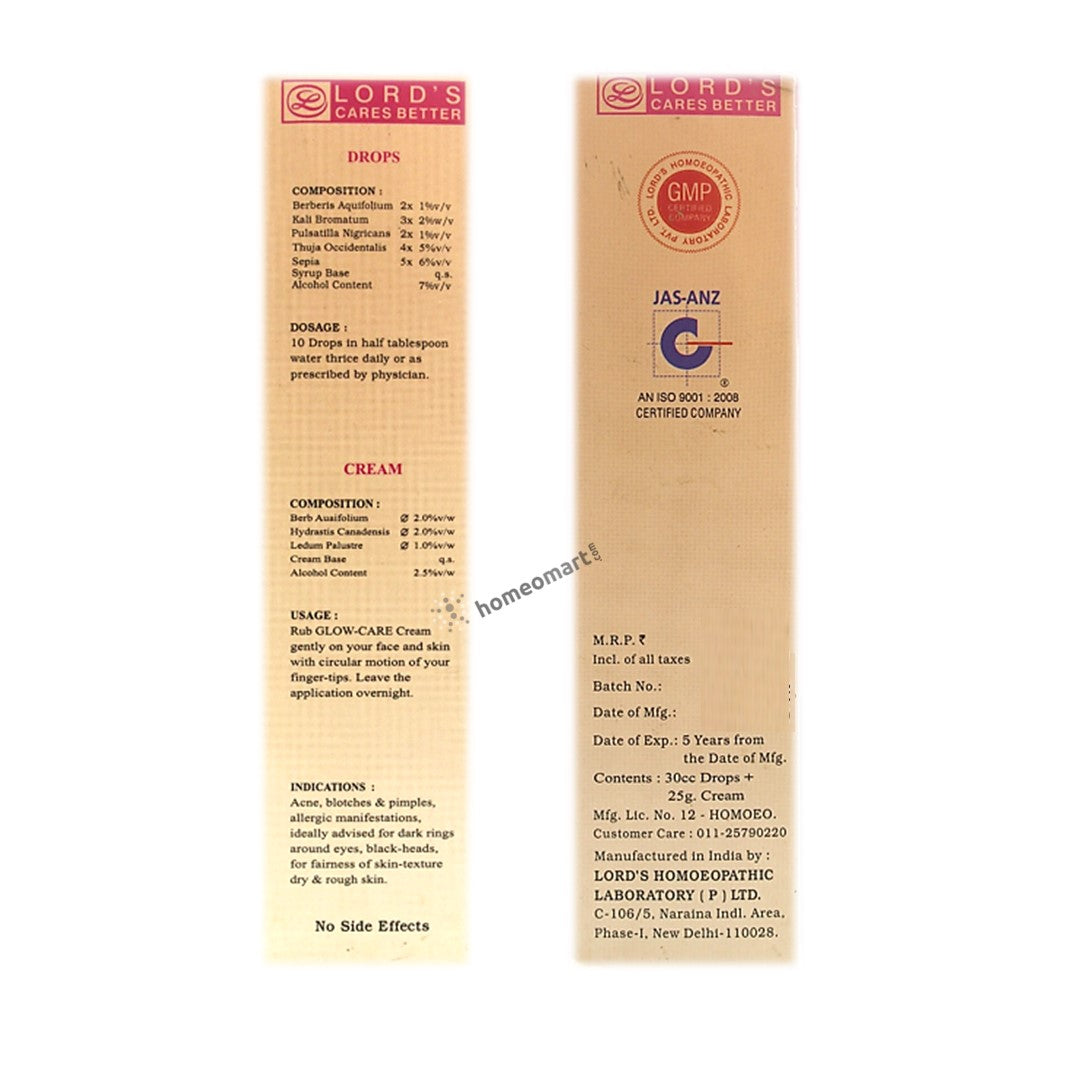 LORD'S
CARES BETTER
DROPS
COMPOSITION :
Berberis Aquifolium 2x 1%v/v
Kali Bromatum 3x 2%w/v
Pulsatilla Nigricans 2x 1%v/v
Thuja Occidentalis 4x 5%v/v
Sepia 5x 6%v/v
Syrup Base q.s.
Alcohol Content 7%v/v
DOSAGE :
10 Drops in half tablespoon
water thrice daily or as
prescribed by physician.
CREAM
COMPOSITION :
Berb Auaifolium Ø 2.0%v/w
Hydrastis Canadensis Ø 2.0%v/w
Ledum Palustre Ø 1.0%v/w
Cream Base q.s.
Alcohol Content 2.5%v/w
USAGE :
Rub GLOW-CARE Cream
gently on your face and skin
with circular motion of your
finger-tips. Leave the
application overnight.
INDICATIONS :
Acne, blotches & pimples,
allergic manifestations,
ideally advised for dark rings
around eyes, black-heads,
for fairness of skin-texture
dry & rough skin.
No Side Effects
homeomart.com
LORD'S
CARES BETTER
LORD'S HOMOEOPATHIC LABORATORY PVT. LTD.
GMP
CERTIFIED
COMPANY
JAS-ANZ
®
AN ISO 9001 : 2008
CERTIFIED COMPANY
M.R.P. ₹
Incl. of all taxes
Batch No.:
Date of Mfg.:
Date of Exp.: 5 Years from
the Date of Mfg.
Contents : 30cc Drops +
25g. Cream
Mfg. Lic. No. 12 - HOMOEO.
Customer Care : 011-25790220
Manufactured in India by :
LORD'S HOMOEOPATHIC
LABORATORY ( P ) LTD.
C-106/5, Naraina Indl. Area,
Phase-I, New Delhi-110028.